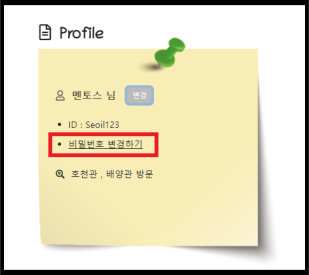 Profile
멘토스 님 변경
ID : Seoil123
비밀번호 변경하기
호천관 , 배양관 방문